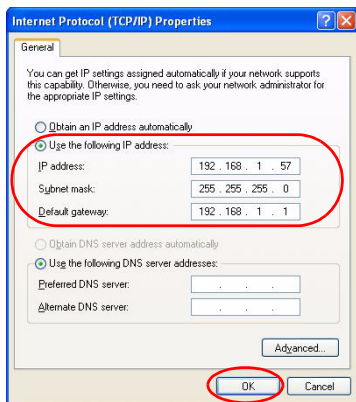 Internet Protocol (TCP/IP) Properties
General
You can get IP settings assigned automatically if your network supports
this capability. Otherwise, you need to ask your network administrator for
the appropriate IP settings.
Obtain an IP address automatically
Use the following IP address:
IP address: 192 . 168 . 1 . 57
Subnet mask: 255 . 255 . 255 . 0
Default gateway: 192 . 168 . 1 . 1
Obtain DNS server address automatically
Use the following DNS server addresses:
Preferred DNS server: . . .
Alternate DNS server: . . .
Advanced...
OK Cancel